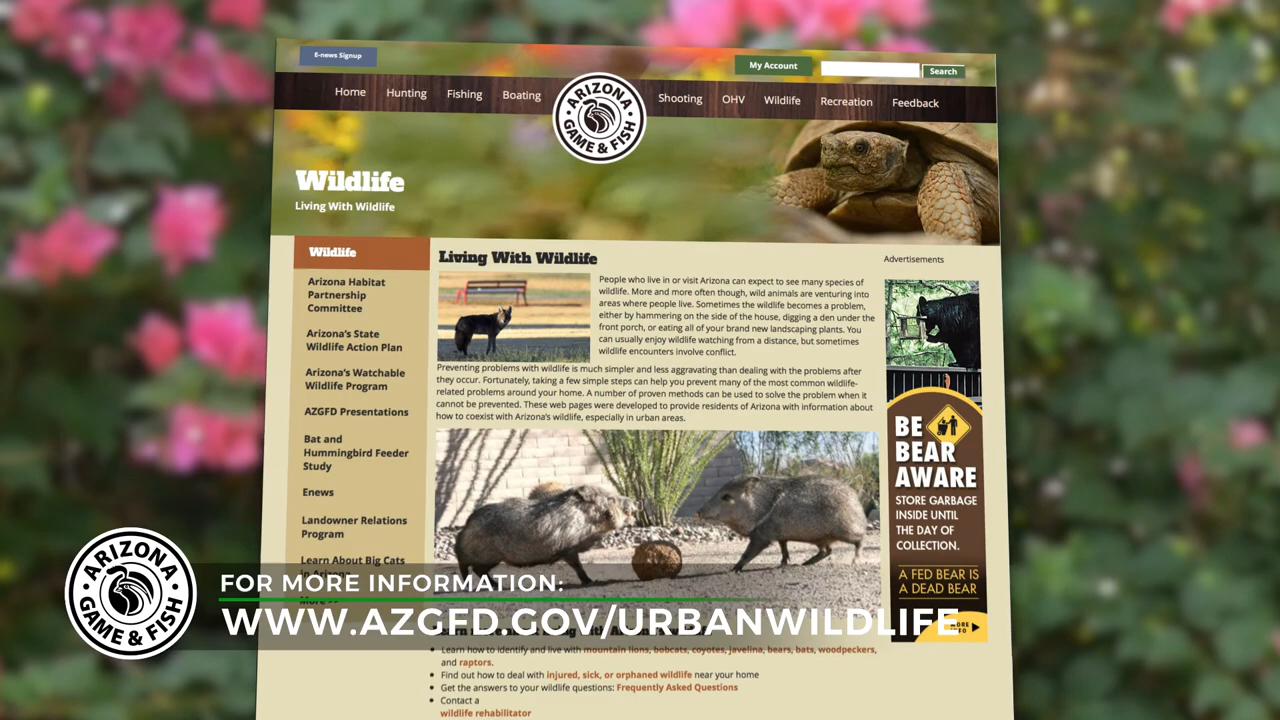 E-news Signup
My Account
Search
Home
Hunting
Fishing
Boating
ARIZONA
GAME & FISH
Shooting
OHV
Wildlife
Recreation
Feedback
Wildlife
Living With Wildlife
Wildlife
Arizona Habitat
Partnership
Committee
Arizona's State
Wildlife Action Plan
Arizona's Watchable
Wildlife Program
AZGFD Presentations
Bat and
Hummingbird Feeder
Study
Enews
Landowner Relations
Program
Learn About Big Cats
Living With Wildlife
People who live in or visit Arizona can expect to see many species of
wildlife. More and more often though, wild animals are venturing into
areas where people live. Sometimes the wildlife becomes a problem,
either by hammering on the side of the house, digging a den under the
front porch, or eating all of your brand new landscaping plants. You
can usually enjoy wildlife watching from a distance, but sometimes
wildlife encounters involve conflict.
Preventing problems with wildlife is much simpler and less aggravating than dealing with the problems after
they occur. Fortunately, taking a few simple steps can help you prevent many of the most common wildlife-
related problems around your home. A number of proven methods can be used to solve the problem when it
cannot be prevented. These web pages were developed to provide residents of Arizona with information about
how to coexist with Arizona's wildlife, especially in urban areas.
Learn how to identify and live with mountain lions, bobcats, coyotes, javelina, bears, bats, woodpeckers,
and raptors.
Find out how to deal with injured, sick, or orphaned wildlife near your home
Get the answers to your wildlife questions: Frequently Asked Questions
Contact a
wildlife rehabilitator
Advertisements
BE
BEAR
AWARE
STORE GARBAGE
INSIDE UNTIL
THE DAY OF
COLLECTION.
A FED BEAR IS
A DEAD BEAR
MORE
INFO
ARIZONA
GAME & FISH
FOR MORE INFORMATION:
WWW.AZGFD.GOV/URBANWILDLIFE